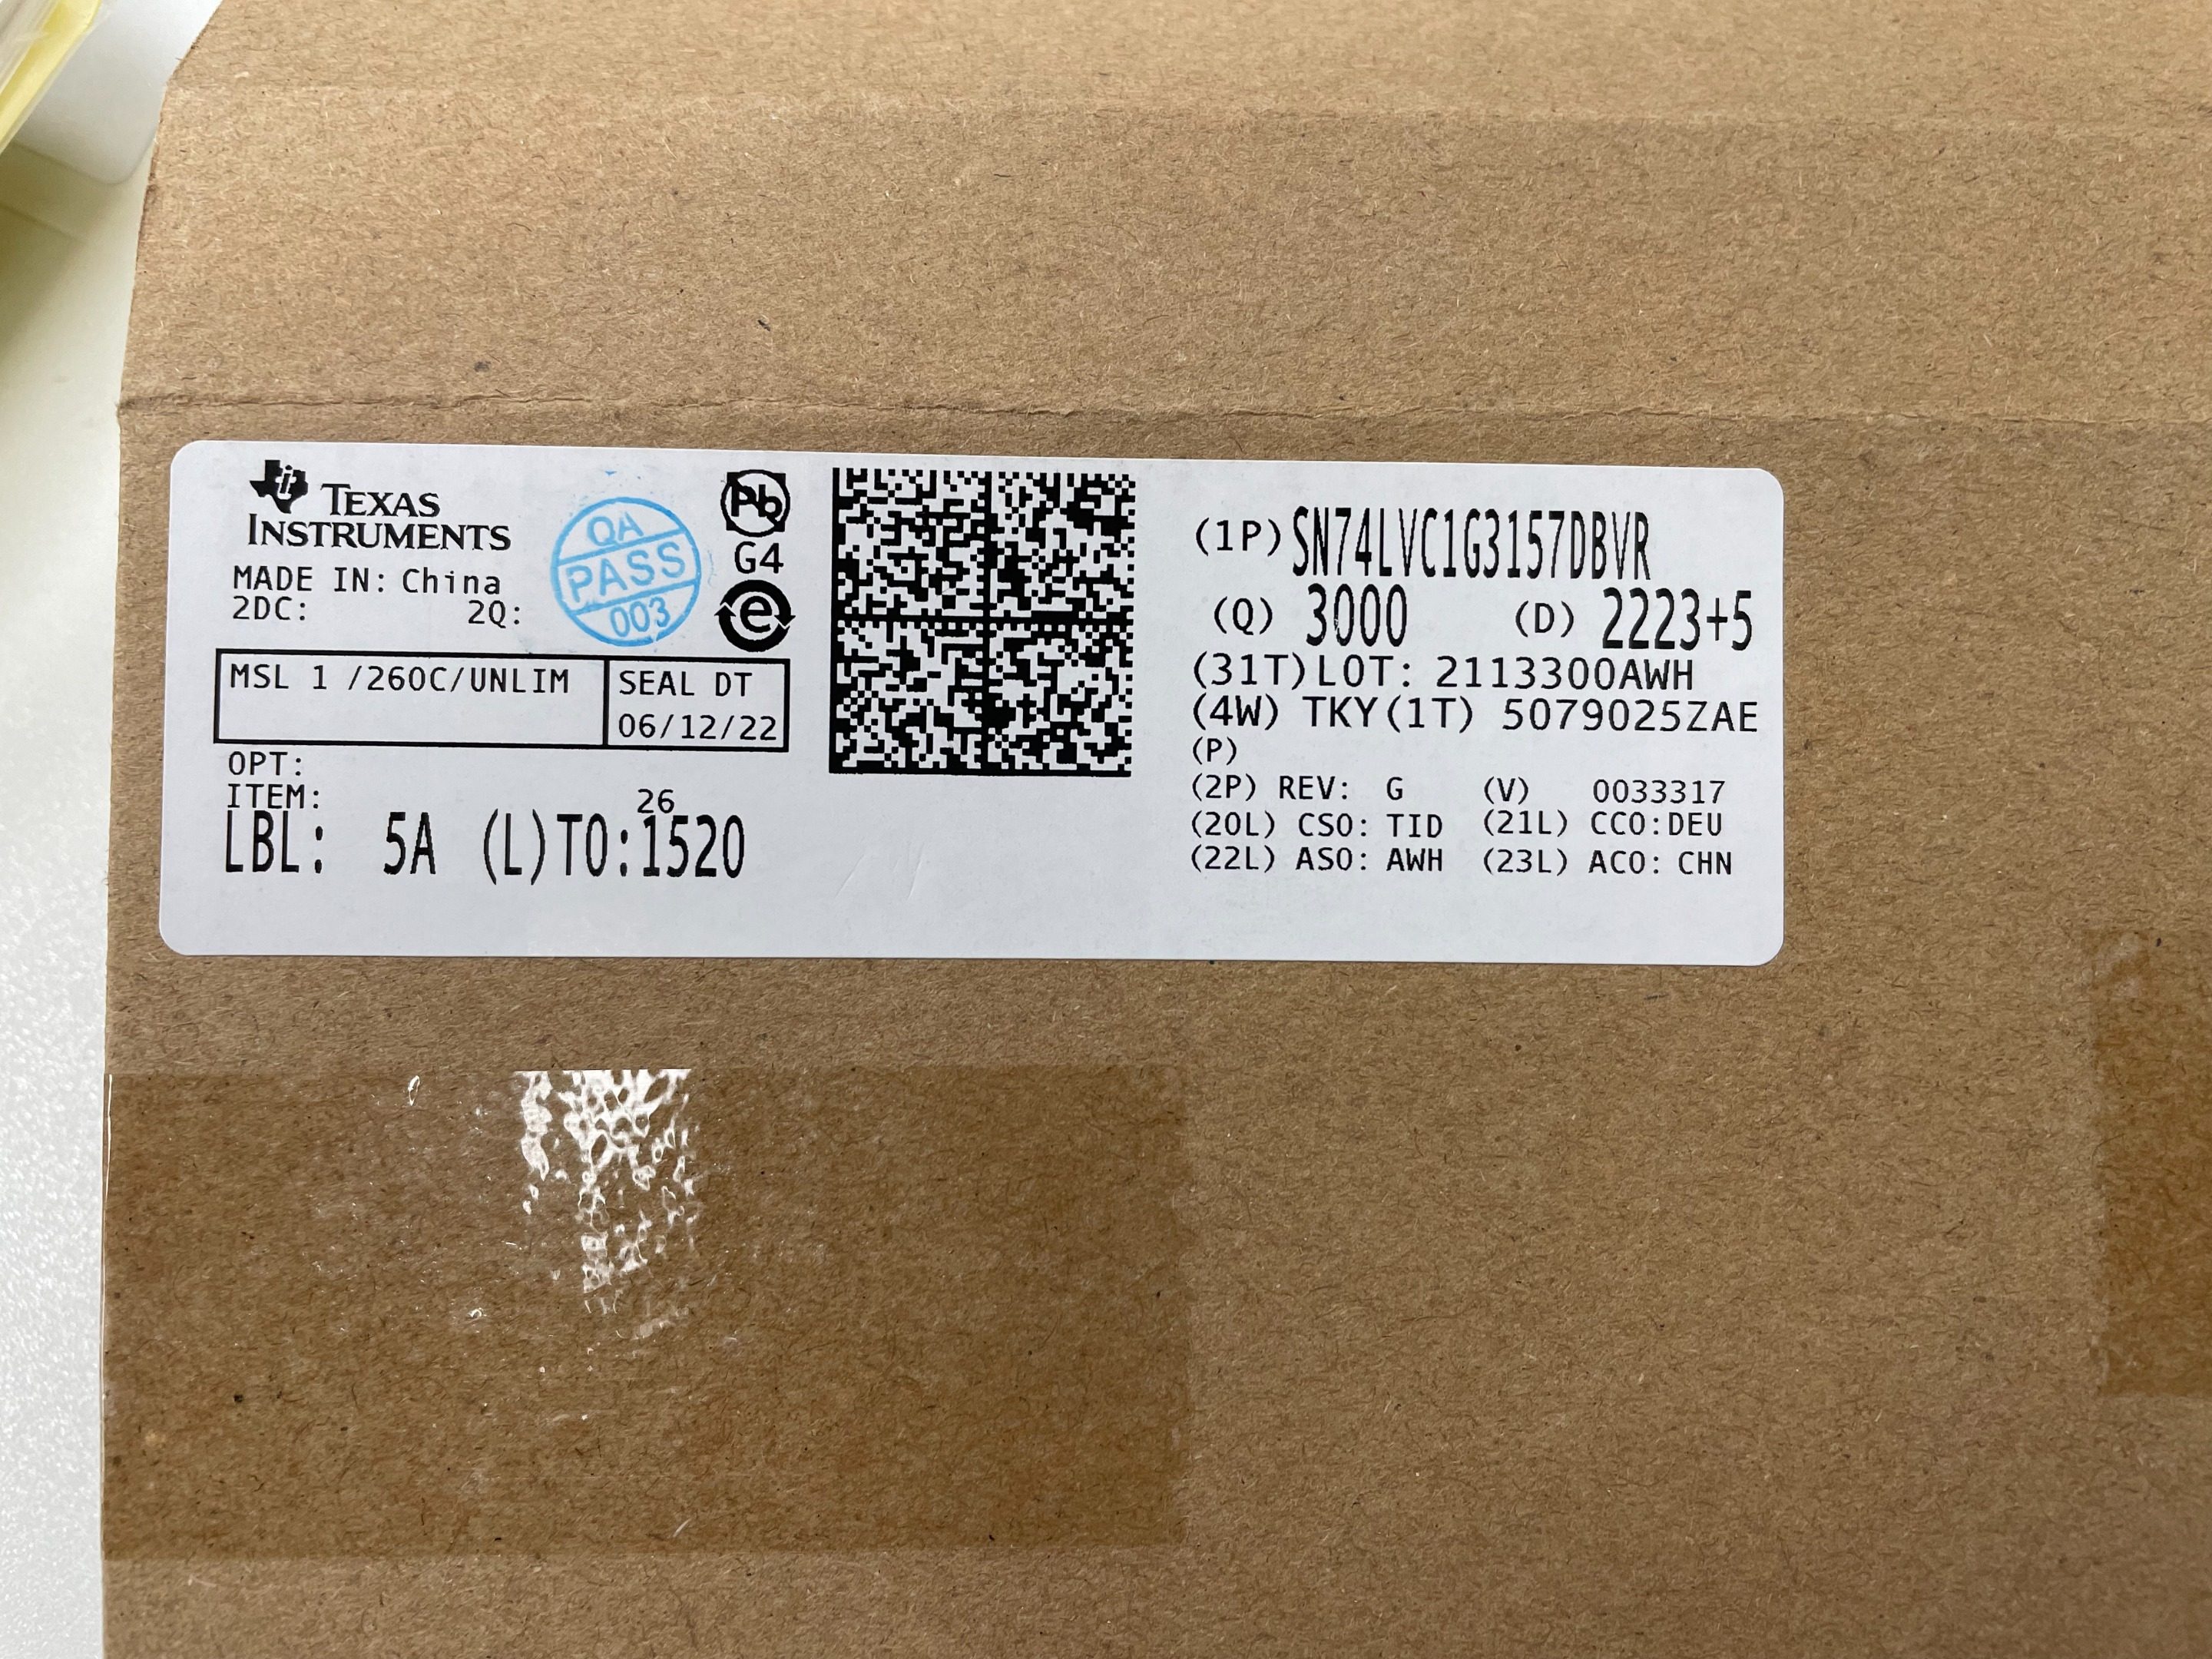 TEXAS
INSTRUMENTS
MADE IN: China
2DC: 2Q:
QA
PASS
003
Pb
G4
e
MSL 1 /260C/UNLIM
SEAL DT
06/12/22
OPT:
ITEM:
26
LBL: 5A (L)TO:1520
(1P) SN74LVC1G3157DBVR
(Q) 3000 (D) 2223+5
(31T)LOT: 2113300AWH
(4W) TKY(1T) 5079025ZAE
(P)
(2P) REV: G (V) 0033317
(20L) CSO: TID (21L) CCO:DEU
(22L) ASO: AWH (23L) ACO: CHN